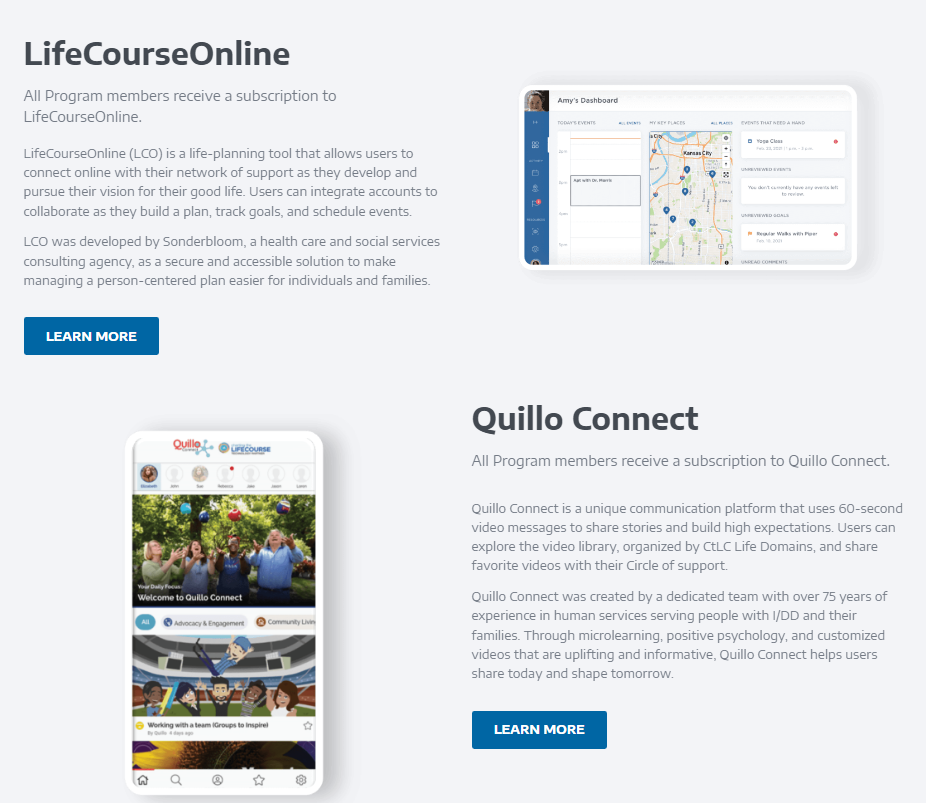 LifeCourseOnline
All Program members receive a subscription to
LifeCourseOnline.
LifeCourseOnline (LCO) is a life-planning tool that allows users to
connect online with their network of support as they develop and
pursue their vision for their good life. Users can integrate accounts to
collaborate as they build a plan, track goals, and schedule events.
LCO was developed by Sonderbloom, a health care and social services
consulting agency, as a secure and accessible solution to make
managing a person-centered plan easier for individuals and families.
LEARN MORE
Amy's Dashboard
TODAY'S EVENTS
ALL EVENTS
MY KEY PLACES
ALL PLACES
EVENTS THAT NEED A HAND
Kansas City
Yoga Class
UNREVIEWED EVENTS
You don't currently have any events left
to review.
UNREVIEWED GOALS
Regular Walks with Piper
Feb. 15, 2023
UNREAD COMMENTS
Quillo Connect
All Program members receive a subscription to Quillo Connect.
Quillo Connect is a unique communication platform that uses 60-second
video messages to share stories and build high expectations. Users can
explore the video library, organized by CtLC Life Domains, and share
favorite videos with their Circle of support.
Quillo Connect was created by a dedicated team with over 75 years of
experience in human services serving people with I/DD and their
families. Through microlearning, positive psychology, and customized
videos that are uplifting and informative, Quillo Connect helps users
share today and shape tomorrow.
LEARN MORE
Quillo
CONNECT
LIFECOURSE
Elizabeth
John
Sue
Rebecca
Jane
Jason
Loren
Your Daily Focus:
Welcome to Quillo Connect
All
Advocacy & Engagement
Community Livin
Working with a team (Groups to Inspire)
By Quillo 4 days ago